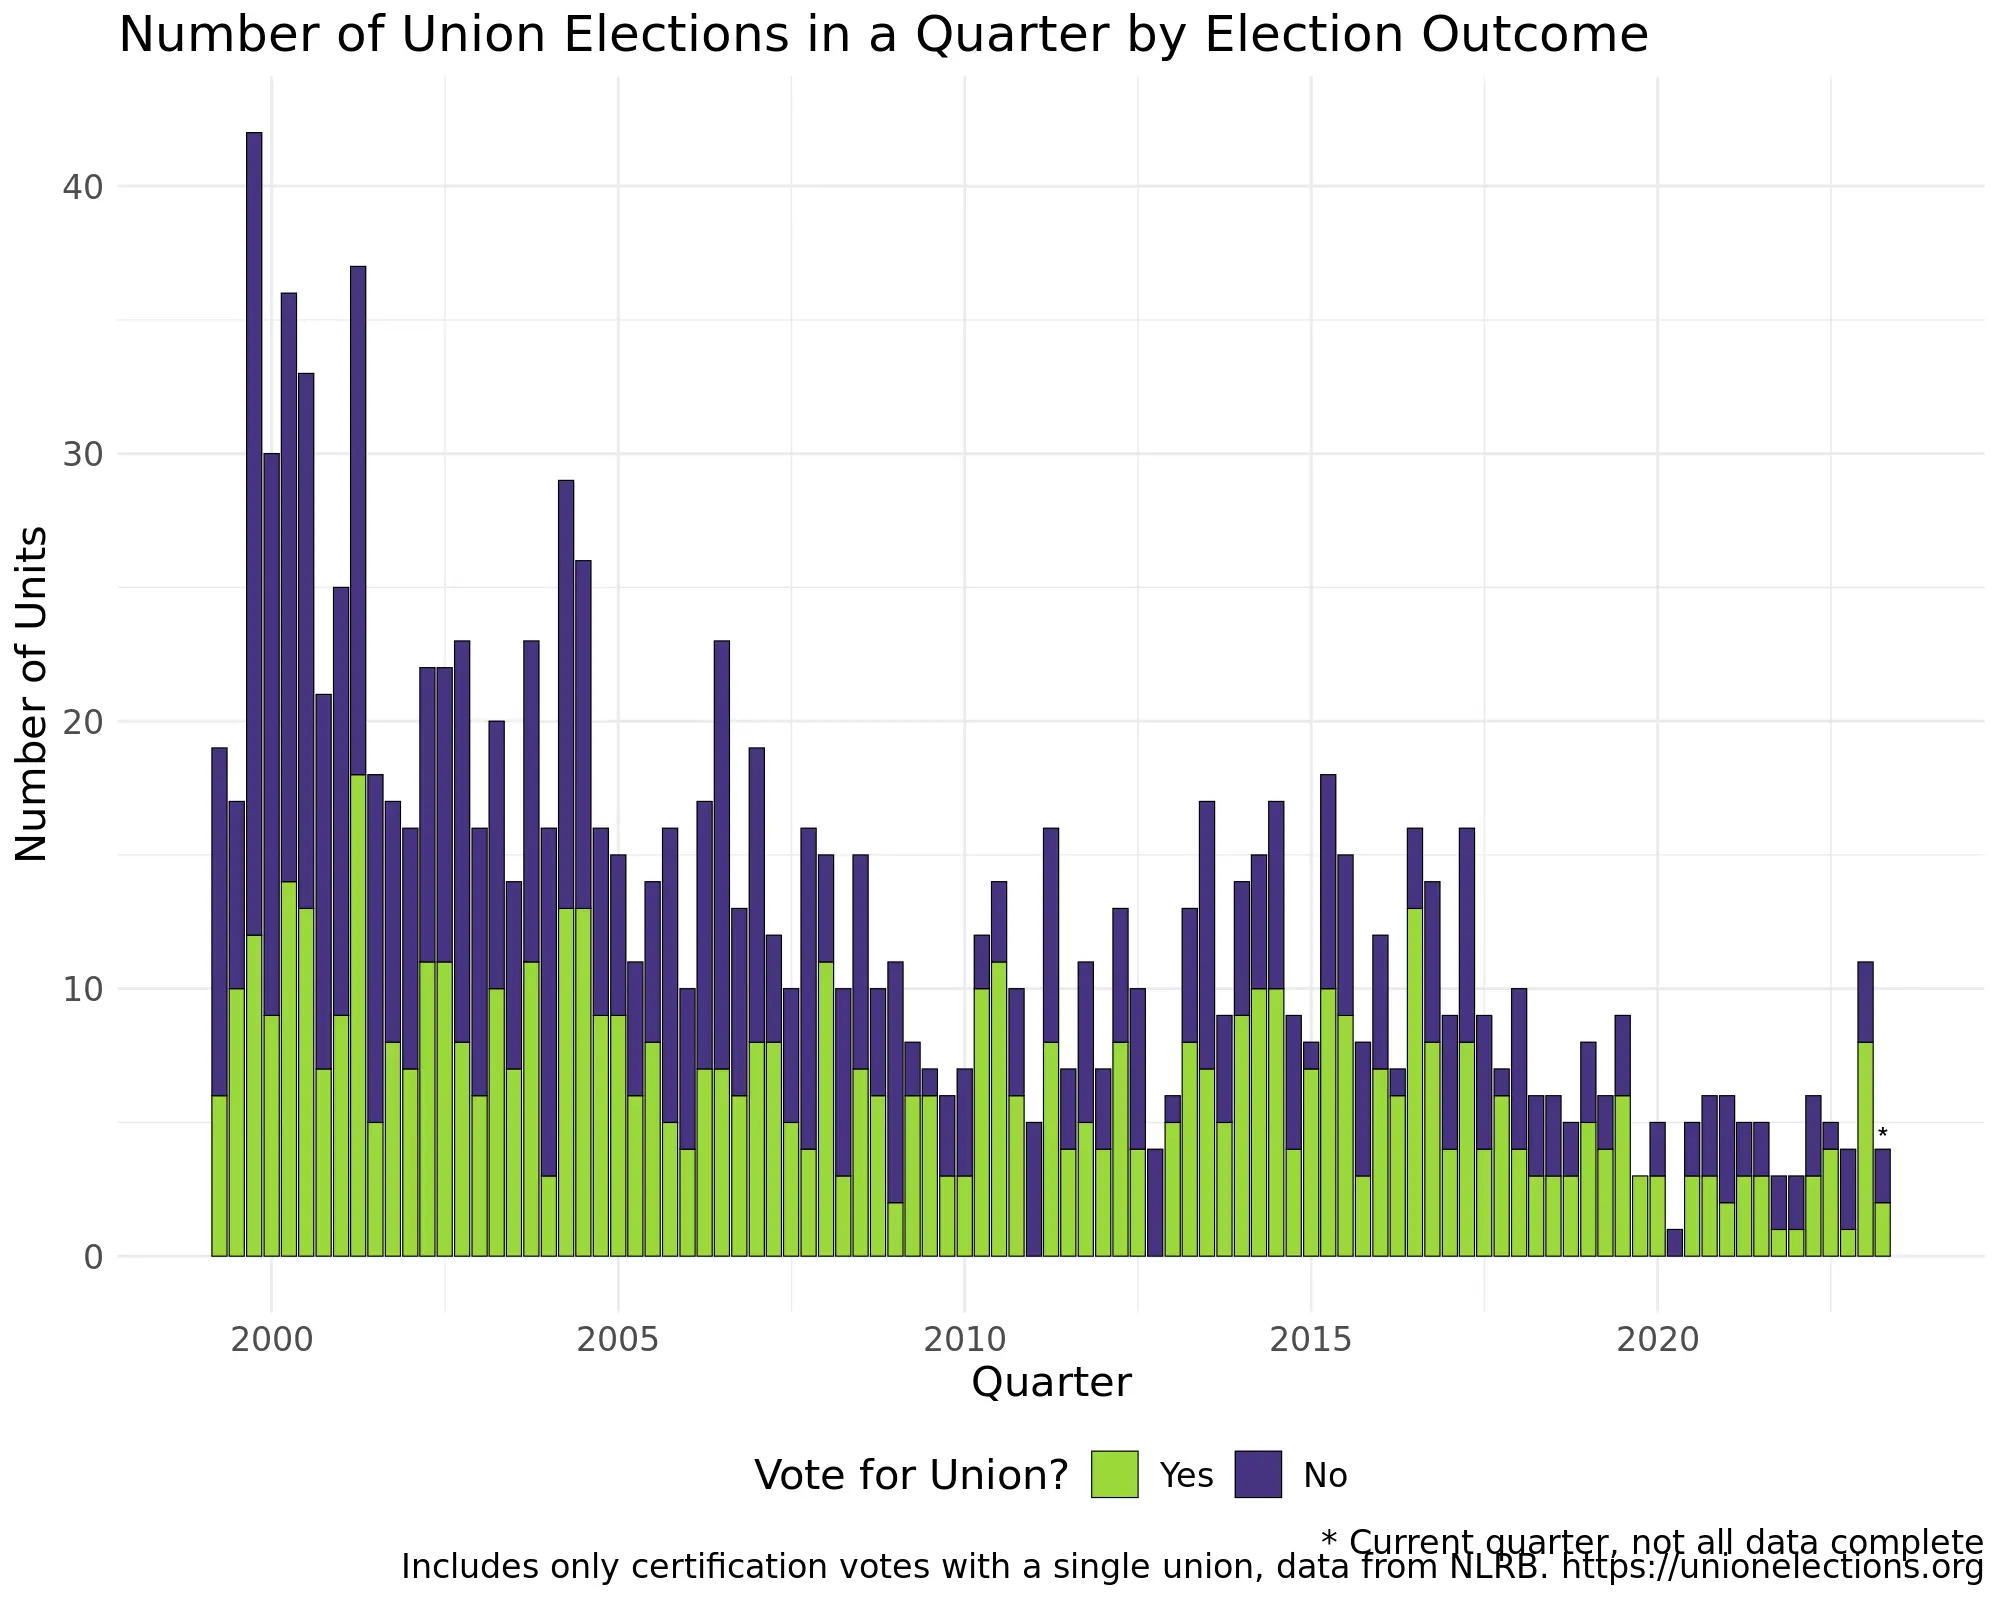 Number of Union Elections in a Quarter by Election Outcome
Number of Units
40
30
20
10
0
*
2000 2005 2010 2015 2020
Quarter
Vote for Union? Yes No
* Current quarter, not all data complete
Includes only certification votes with a single union, data from NLRB. https://unionelections.org